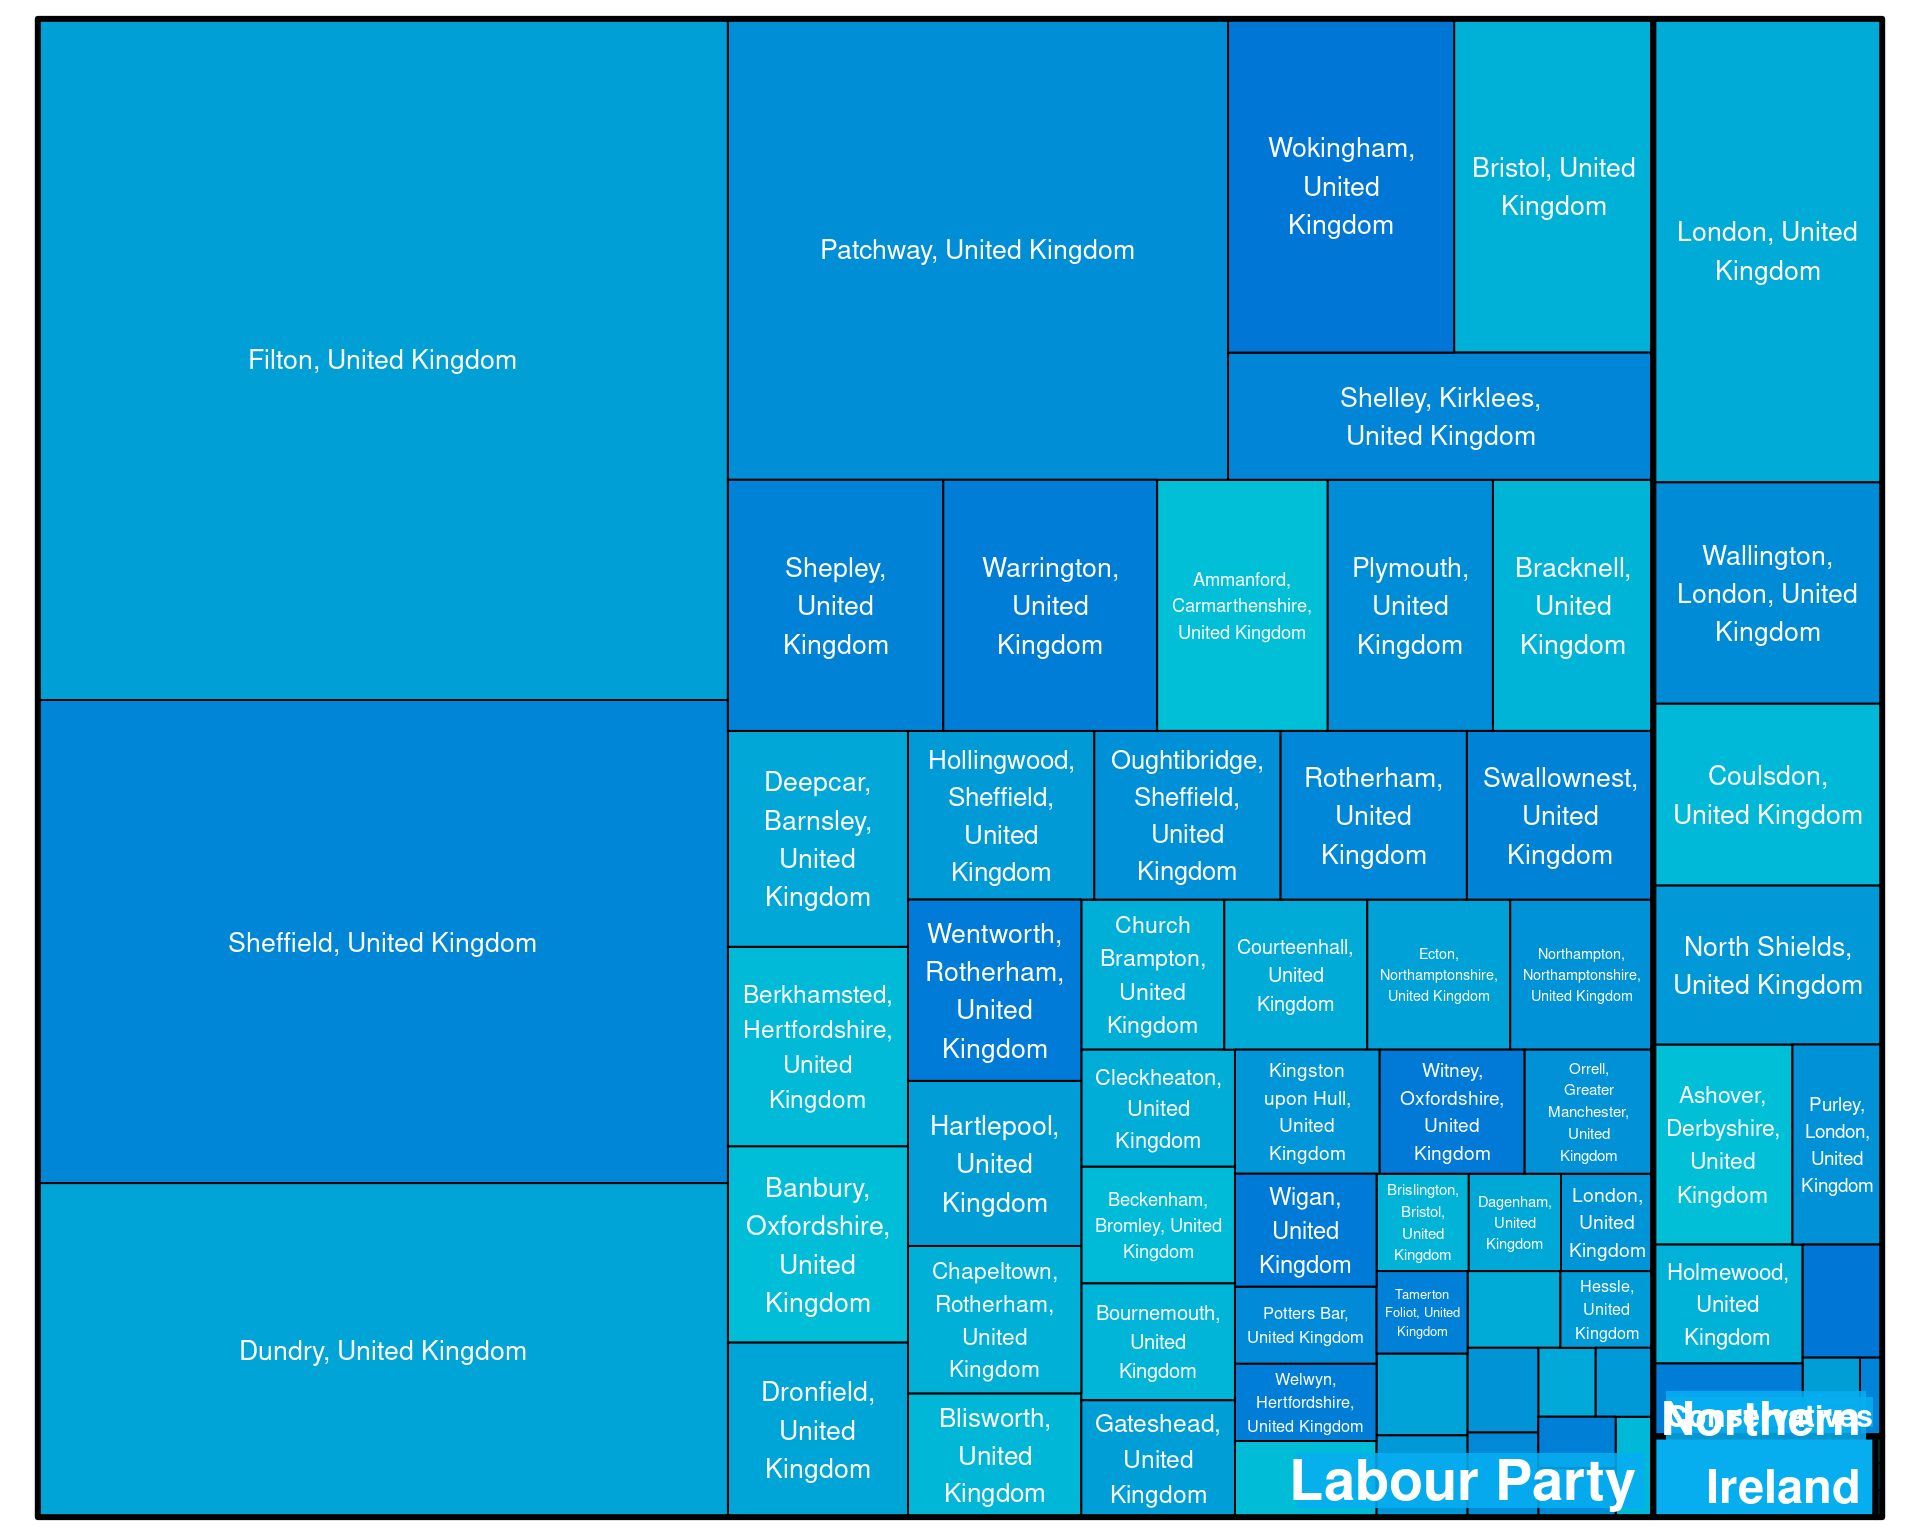 Filton, United Kingdom
Sheffield, United Kingdom
Dundry, United Kingdom
Patchway, United Kingdom
Wokingham,
United
Kingdom
Bristol, United
Kingdom
Shelley, Kirklees,
United Kingdom
Shepley,
United
Kingdom
Warrington,
United
Kingdom
Ammanford,
Carmarthenshire,
United Kingdom
Plymouth,
United
Kingdom
Bracknell,
United
Kingdom
Deepcar,
Barnsley,
United
Kingdom
Berkhamsted,
Hertfordshire,
United
Kingdom
Banbury,
Oxfordshire,
United
Kingdom
Dronfield,
United
Kingdom
Hollingwood,
Sheffield,
United
Kingdom
Oughtibridge,
Sheffield,
United
Kingdom
Rotherham,
United
Kingdom
Swallownest,
United
Kingdom
Wentworth,
Rotherham,
United
Kingdom
Hartlepool,
United
Kingdom
Chapeltown,
Rotherham,
United
Kingdom
Blisworth,
United
Kingdom
Church
Brampton,
United
Kingdom
Courteenhall,
United
Kingdom
Ecton,
Northamptonshire,
United Kingdom
Northampton,
Northamptonshire,
United Kingdom
Cleckheaton,
United
Kingdom
Beckenham,
Bromley, United
Kingdom
Bournemouth,
United
Kingdom
Gateshead,
United
Kingdom
Kingston
upon Hull,
United
Kingdom
Witney,
Oxfordshire,
United
Kingdom
Orrell,
Greater
Manchester,
United
Kingdom
Wigan,
United
Kingdom
Potters Bar,
United Kingdom
Welwyn,
Hertfordshire,
United Kingdom
Brislington,
Bristol,
United
Kingdom
Dagenham,
United
Kingdom
London,
United
Kingdom
Tamerton
Foliot, United
Kingdom
Hessle,
United
Kingdom
Labour Party
London, United
Kingdom
Wallington,
London, United
Kingdom
Coulsdon,
United Kingdom
North Shields,
United Kingdom
Ashover,
Derbyshire,
United
Kingdom
Purley,
London,
United
Kingdom
Holmewood,
United
Kingdom
Conservatives
Northern
Ireland